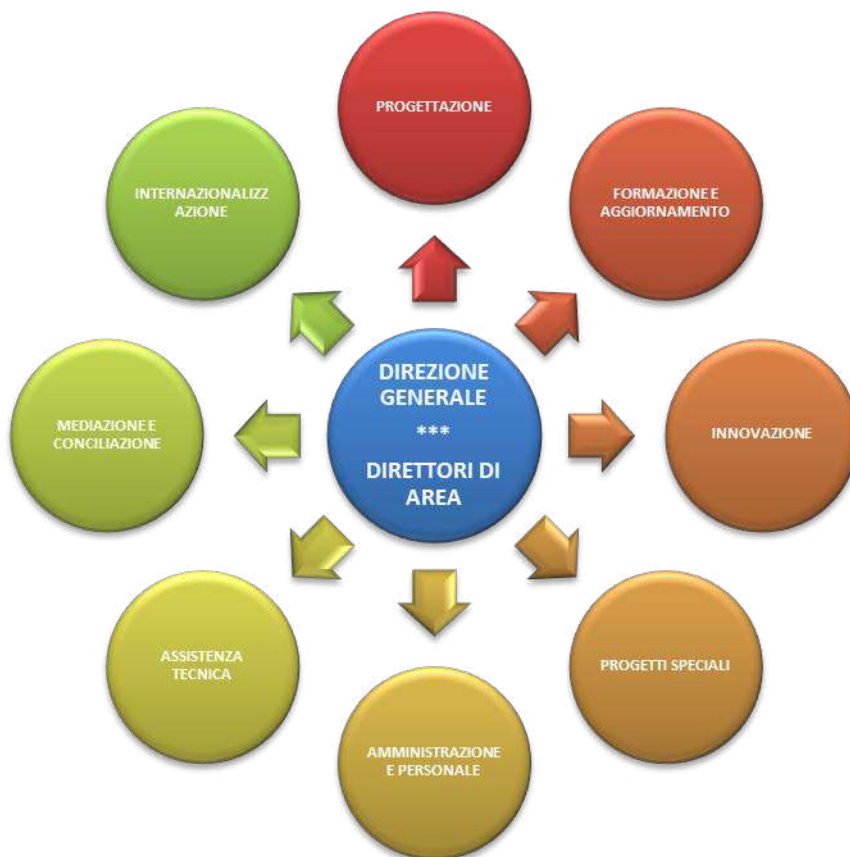 PROGETTAZIONE
FORMAZIONE E
AGGIORNAMENTO
INNOVAZIONE
PROGETTI SPECIALI
AMMINISTRAZIONE
E PERSONALE
ASSISTENZA
TECNICA
MEDIAZIONE E
CONCILIAZIONE
INTERNAZIONALIZZ
AZIONE
DIREZIONE
GENERALE
***
DIRETTORI DI
AREA